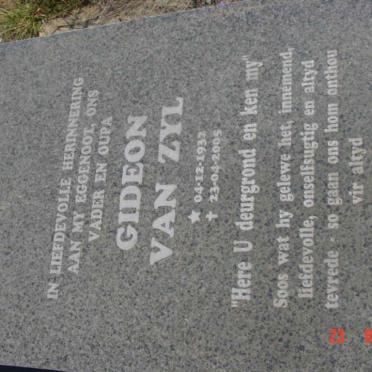 IN LIEFDEVOLLE HERINNERING
AAN MY EGGENOOT, ONS
VADER EN OUPA
GIDEON
VAN ZYL
★ 04-12-1932
✝ 23-04-2005
"Here U deurgrond en ken my"
Soos wat hy gelewe het, innemend,
liefdevolle, onselfsugtig en altyd
tevrede - so gaan ons hom onthou
vir altyd
23